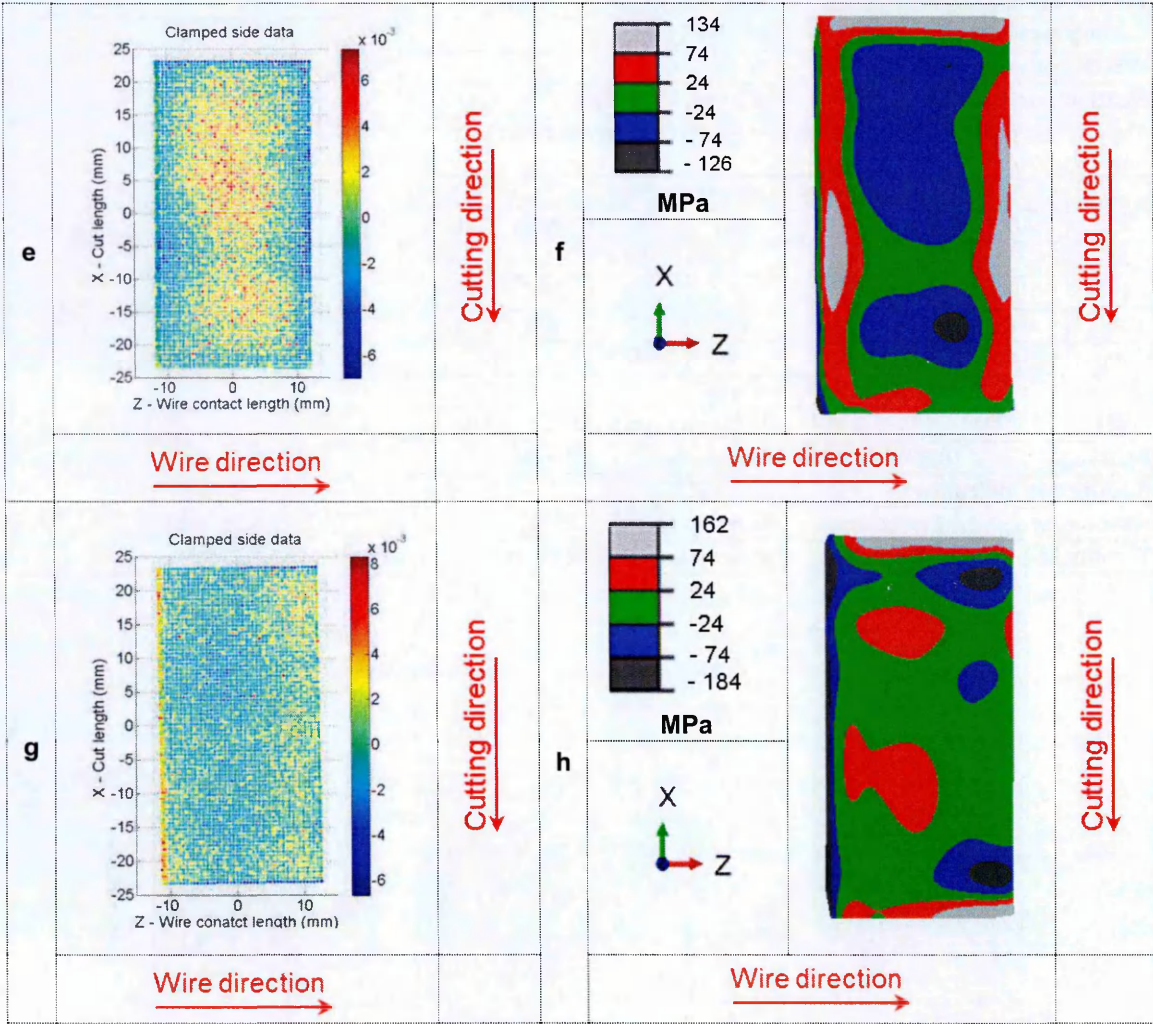 e
Clamped side data
x 10⁻³
25
20
15
10
5
0
-5
-10
-15
-20
-25
X - Cut length (mm)
-10 0 10
Z - Wire contact length (mm)
6
4
2
0
-2
-4
-6
Cutting direction
Wire direction
f
134
74
24
-24
-74
- 126
MPa
X
Z
Cutting direction
Wire direction
g
Clamped side data
x 10⁻³
25
20
15
10
5
0
-5
-10
-15
-20
-25
X - Cut length (mm)
-10 0 10
Z - Wire conatct length (mm)
8
6
4
2
0
-2
-4
-6
Cutting direction
Wire direction
h
162
74
24
-24
- 74
- 184
MPa
X
Z
Cutting direction
Wire direction